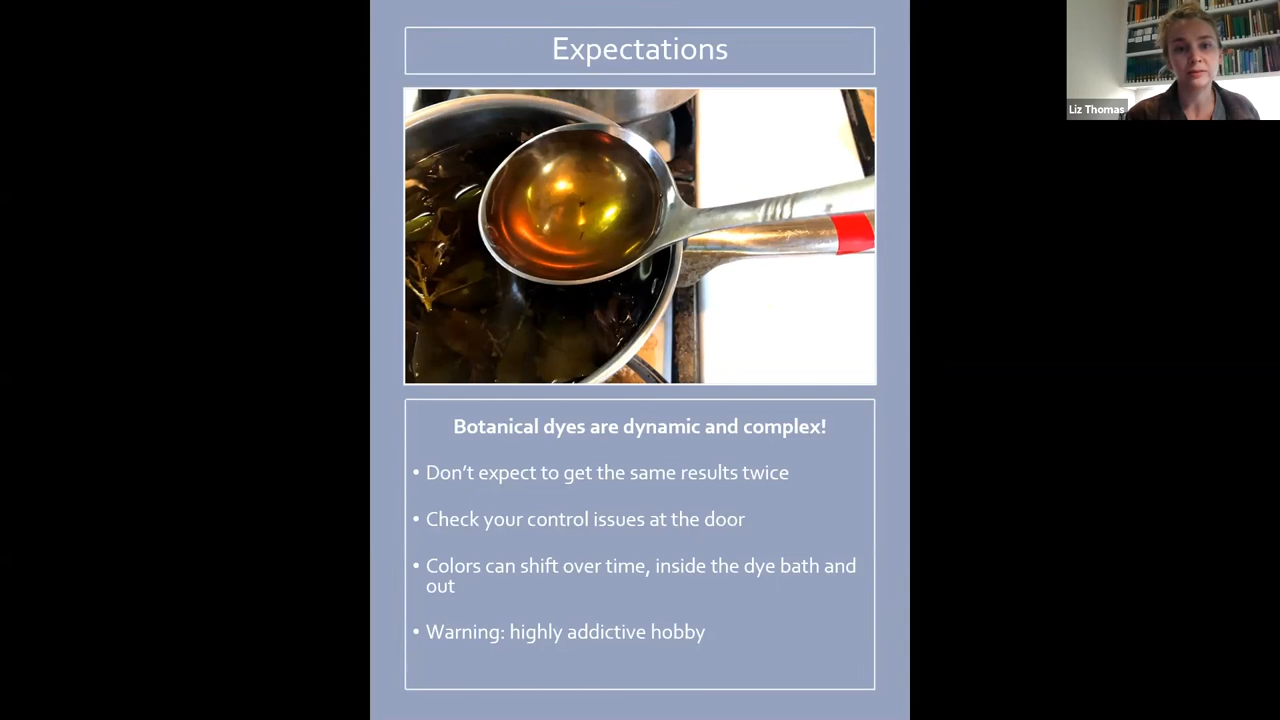 Expectations
Liz Thomas
Botanical dyes are dynamic and complex!
• Don’t expect to get the same results twice
• Check your control issues at the door
• Colors can shift over time, inside the dye bath and
out
• Warning: highly addictive hobby